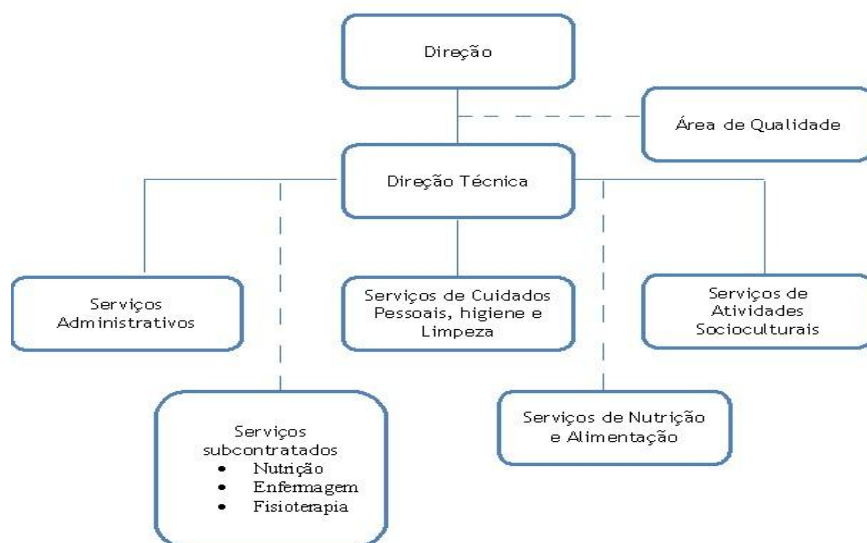 Direção
Área de Qualidade
Direção Técnica
Serviços
Administrativos
Serviços de Cuidados
Pessoais, higiene e
Limpeza
Serviços de
Atividades
Socioculturais
Serviços
subcontratados
• Nutrição
• Enfermagem
• Fisioterapia
Serviços de Nutrição
e Alimentação